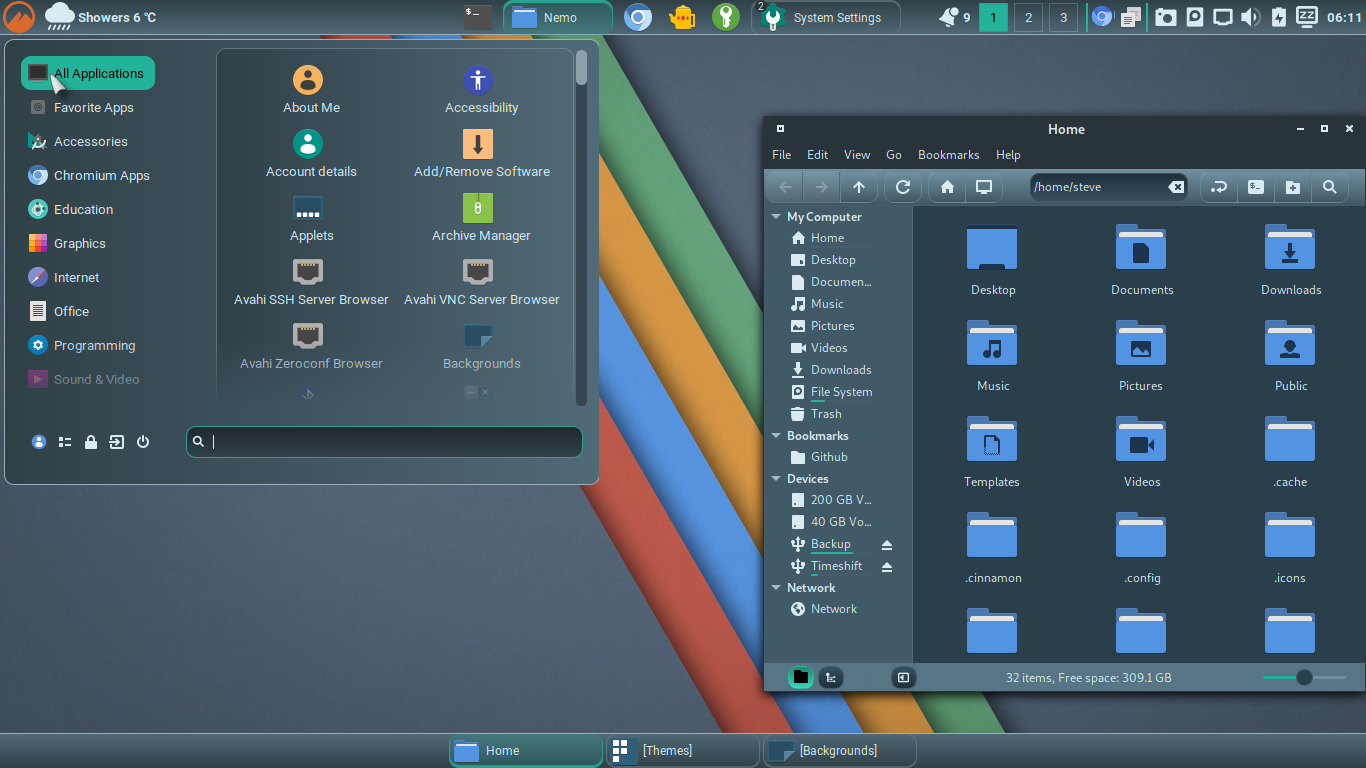 Showers 6 ℃
Nemo
2
System Settings
9
1
2
3
06:11
All Applications
Favorite Apps
Accessories
Chromium Apps
Education
Graphics
Internet
Office
Programming
Sound & Video
About Me
Accessibility
Account details
Add/Remove Software
Applets
Archive Manager
Avahi SSH Server Browser
Avahi VNC Server Browser
Avahi Zeroconf Browser
Backgrounds
Home
File Edit View Go Bookmarks Help
/home/steve
My Computer
Home
Desktop
Documen...
Music
Pictures
Videos
Downloads
File System
Trash
Bookmarks
Github
Devices
200 GB V...
40 GB Vo...
Backup
Timeshift
Network
Network
Desktop
Documents
Downloads
Music
Pictures
Public
Templates
Videos
.cache
.cinnamon
.config
.icons
32 items, Free space: 309.1 GB
Home
[Themes]
[Backgrounds]